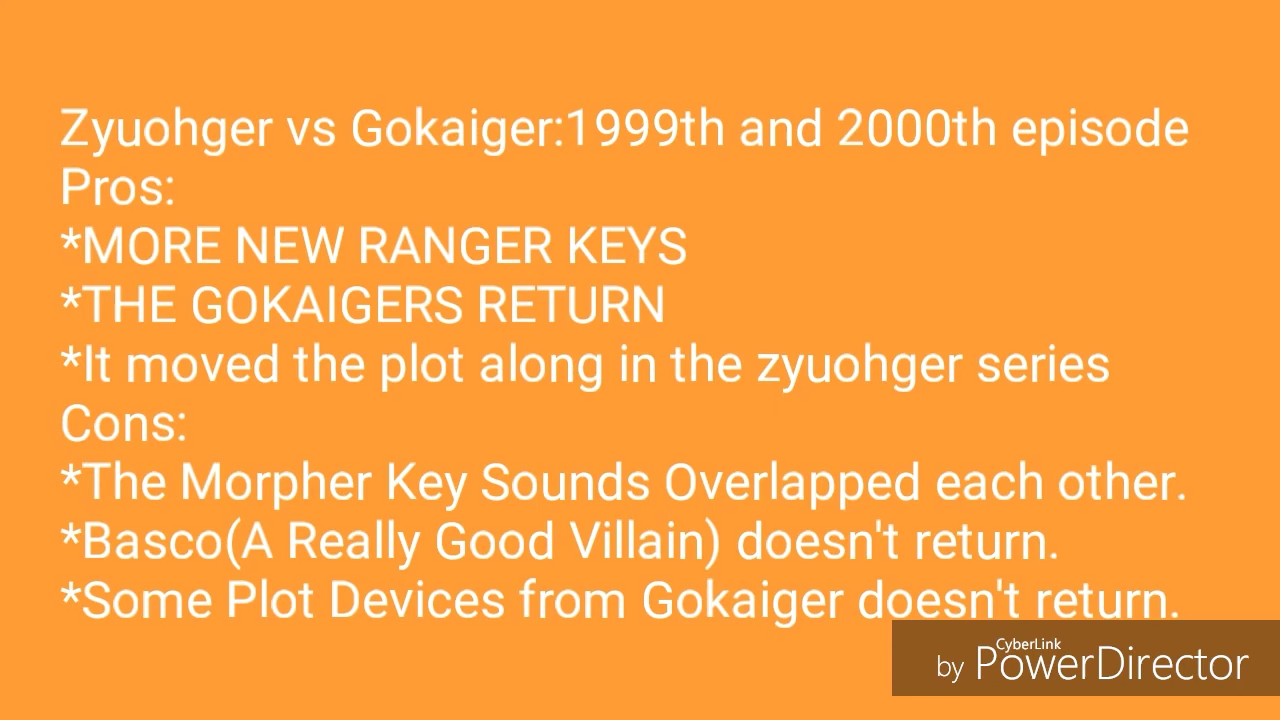 Zyuohger vs Gokaiger:1999th and 2000th episode
Pros:
*MORE NEW RANGER KEYS
*THE GOKAIGERS RETURN
*It moved the plot along in the zyuohger series
Cons:
*The Morpher Key Sounds Overlapped each other.
*Basco(A Really Good Villain) doesn't return.
*Some Plot Devices from Gokaiger doesn't return.
CyberLink
by PowerDirector